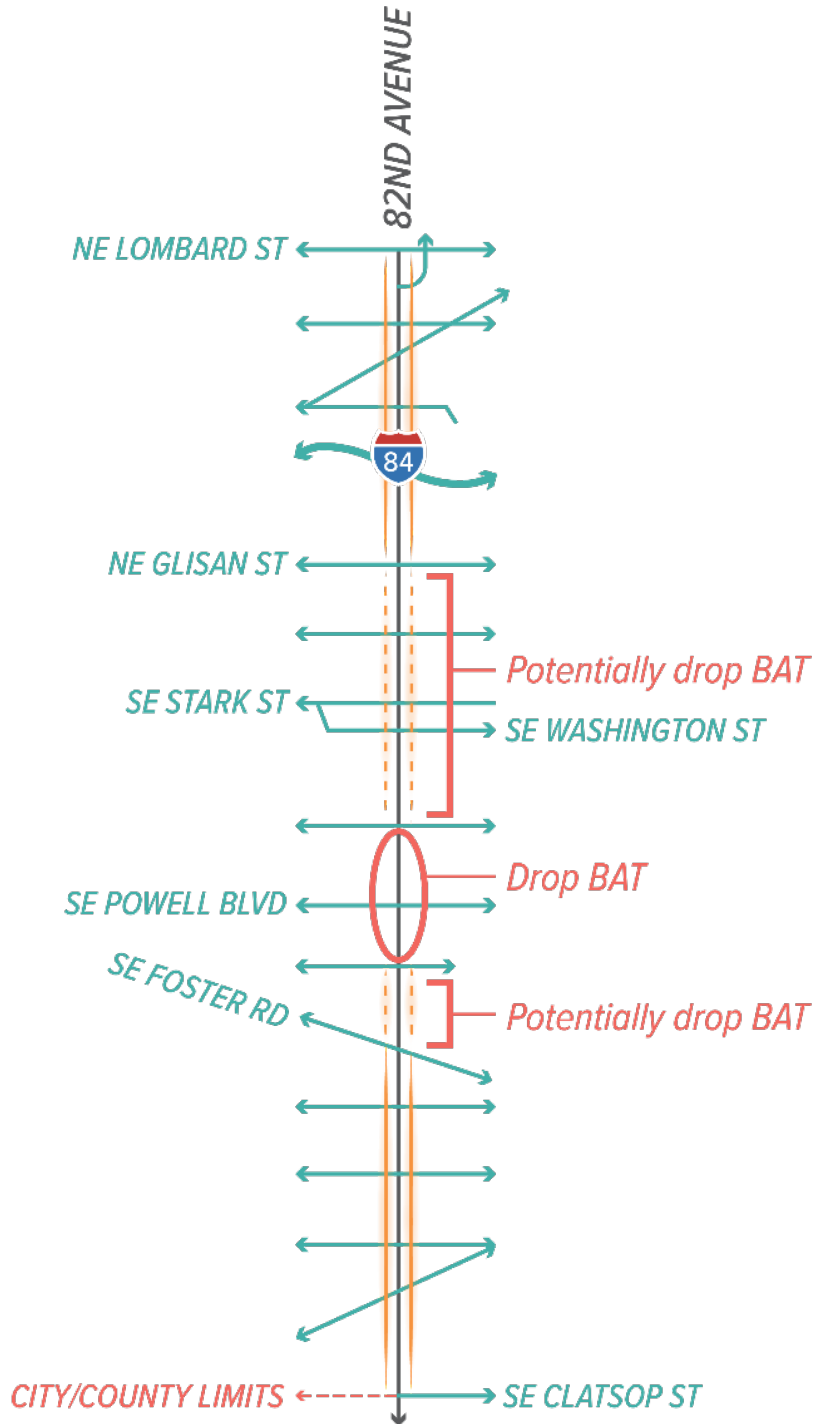 82ND AVENUE
NE LOMBARD ST
84
NE GLISAN ST
Potentially drop BAT
SE STARK ST
SE WASHINGTON ST
Drop BAT
SE POWELL BLVD
SE FOSTER RD
Potentially drop BAT
CITY/COUNTY LIMITS
SE CLATSOP ST